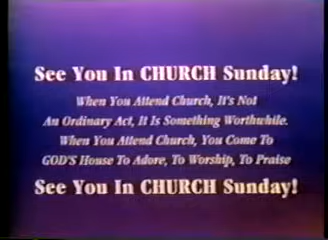 See You In CHURCH Sunday!
When You Attend Church, It's Not
An Ordinary Act, It Is Something Worthwhile.
When You Attend Church, You Come To
GOD'S House To Adore, To Worship, To Praise
See You In CHURCH Sunday!